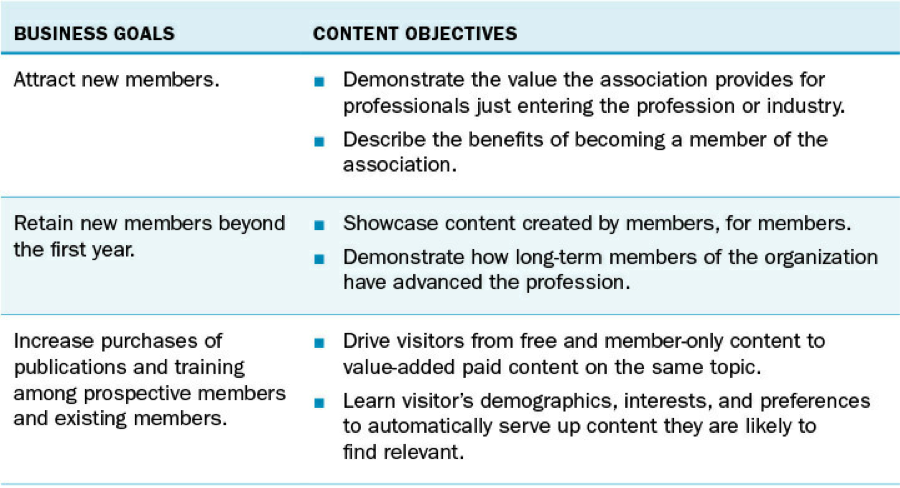 BUSINESS GOALS
CONTENT OBJECTIVES
Attract new members.
■ Demonstrate the value the association provides for
professionals just entering the profession or industry.
■ Describe the benefits of becoming a member of the
association.
Retain new members beyond
the first year.
■ Showcase content created by members, for members.
■ Demonstrate how long-term members of the organization
have advanced the profession.
Increase purchases of
publications and training
among prospective members
and existing members.
■ Drive visitors from free and member-only content to
value-added paid content on the same topic.
■ Learn visitor’s demographics, interests, and preferences
to automatically serve up content they are likely to
find relevant.